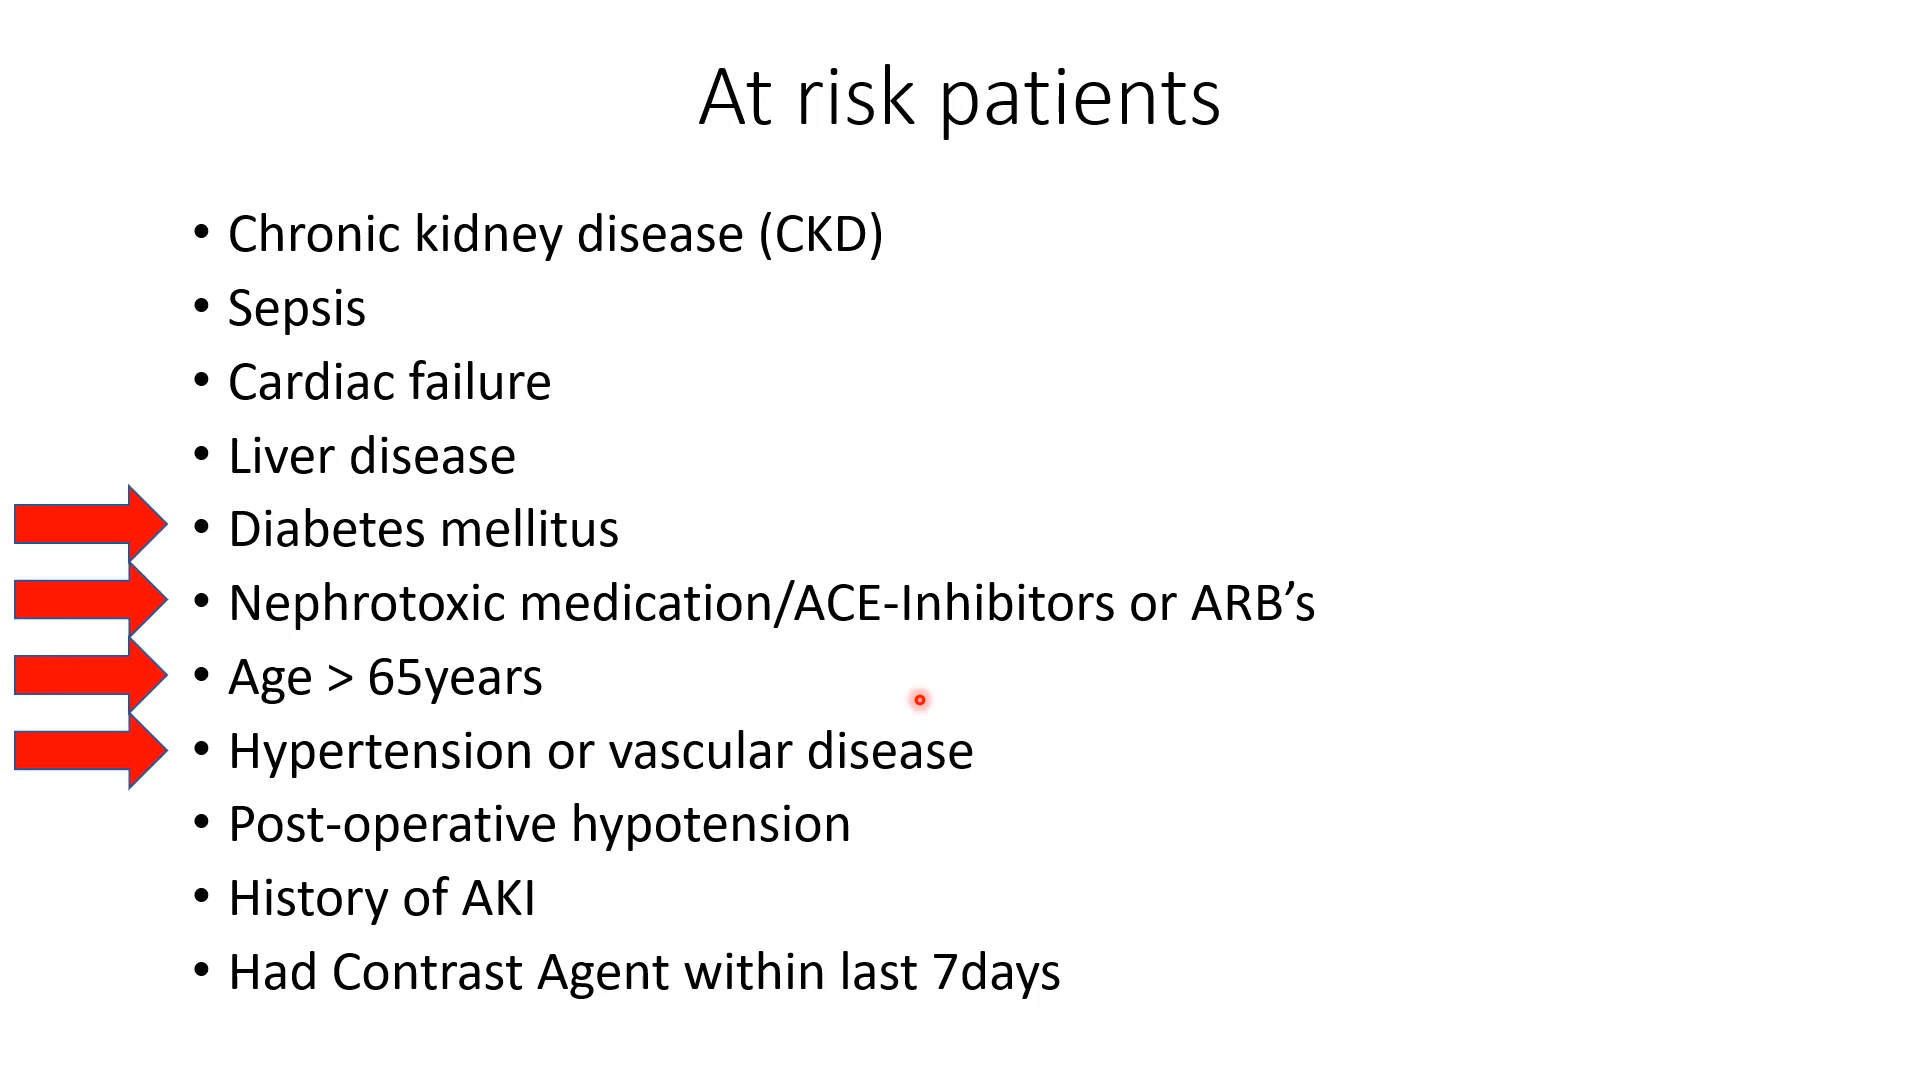 At risk patients
• Chronic kidney disease (CKD)
• Sepsis
• Cardiac failure
• Liver disease
• Diabetes mellitus
• Nephrotoxic medication/ACE-Inhibitors or ARB’s
• Age > 65years
• Hypertension or vascular disease
• Post-operative hypotension
• History of AKI
• Had Contrast Agent within last 7days